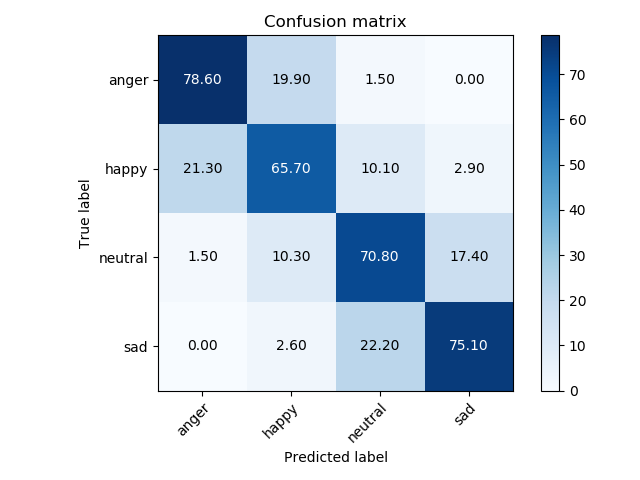 Confusion matrix
anger 78.60 19.90 1.50 0.00
happy 21.30 65.70 10.10 2.90
neutral 1.50 10.30 70.80 17.40
sad 0.00 2.60 22.20 75.10
anger happy neutral sad
Predicted label
True label
70
60
50
40
30
20
10
0